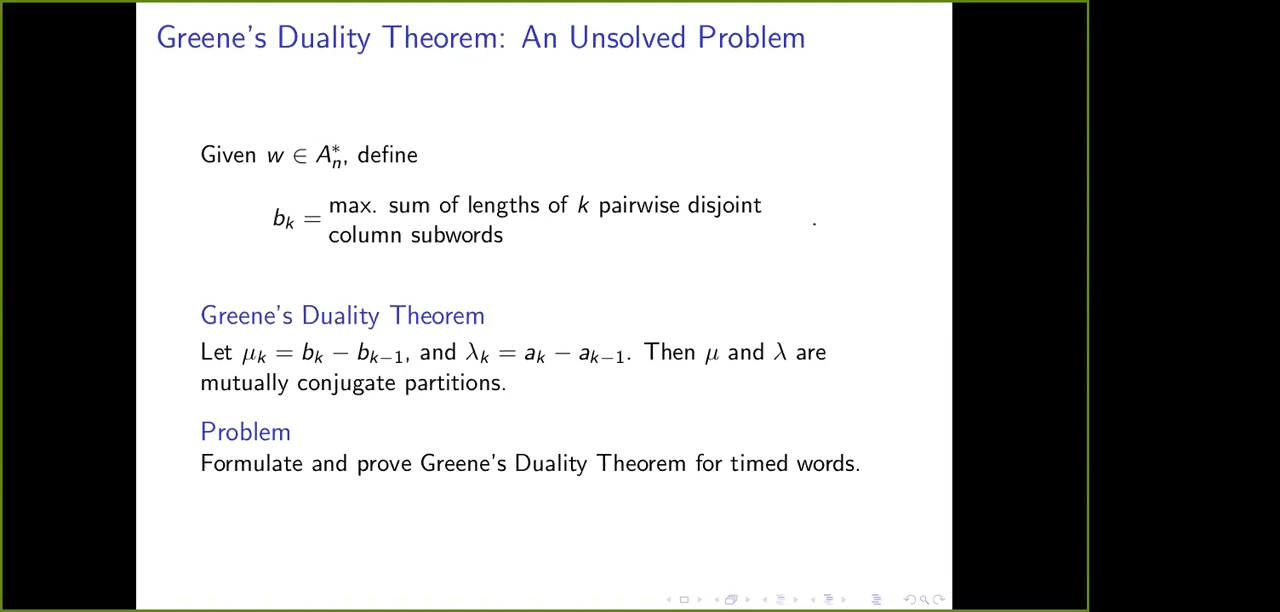 Greene's Duality Theorem: An Unsolved Problem
Given w ∈ A*ₙ, define
bₖ = max. sum of lengths of k pairwise disjoint
column subwords .
Greene's Duality Theorem
Let μₖ = bₖ − bₖ₋₁, and λₖ = aₖ − aₖ₋₁. Then μ and λ are
mutually conjugate partitions.
Problem
Formulate and prove Greene's Duality Theorem for timed words.